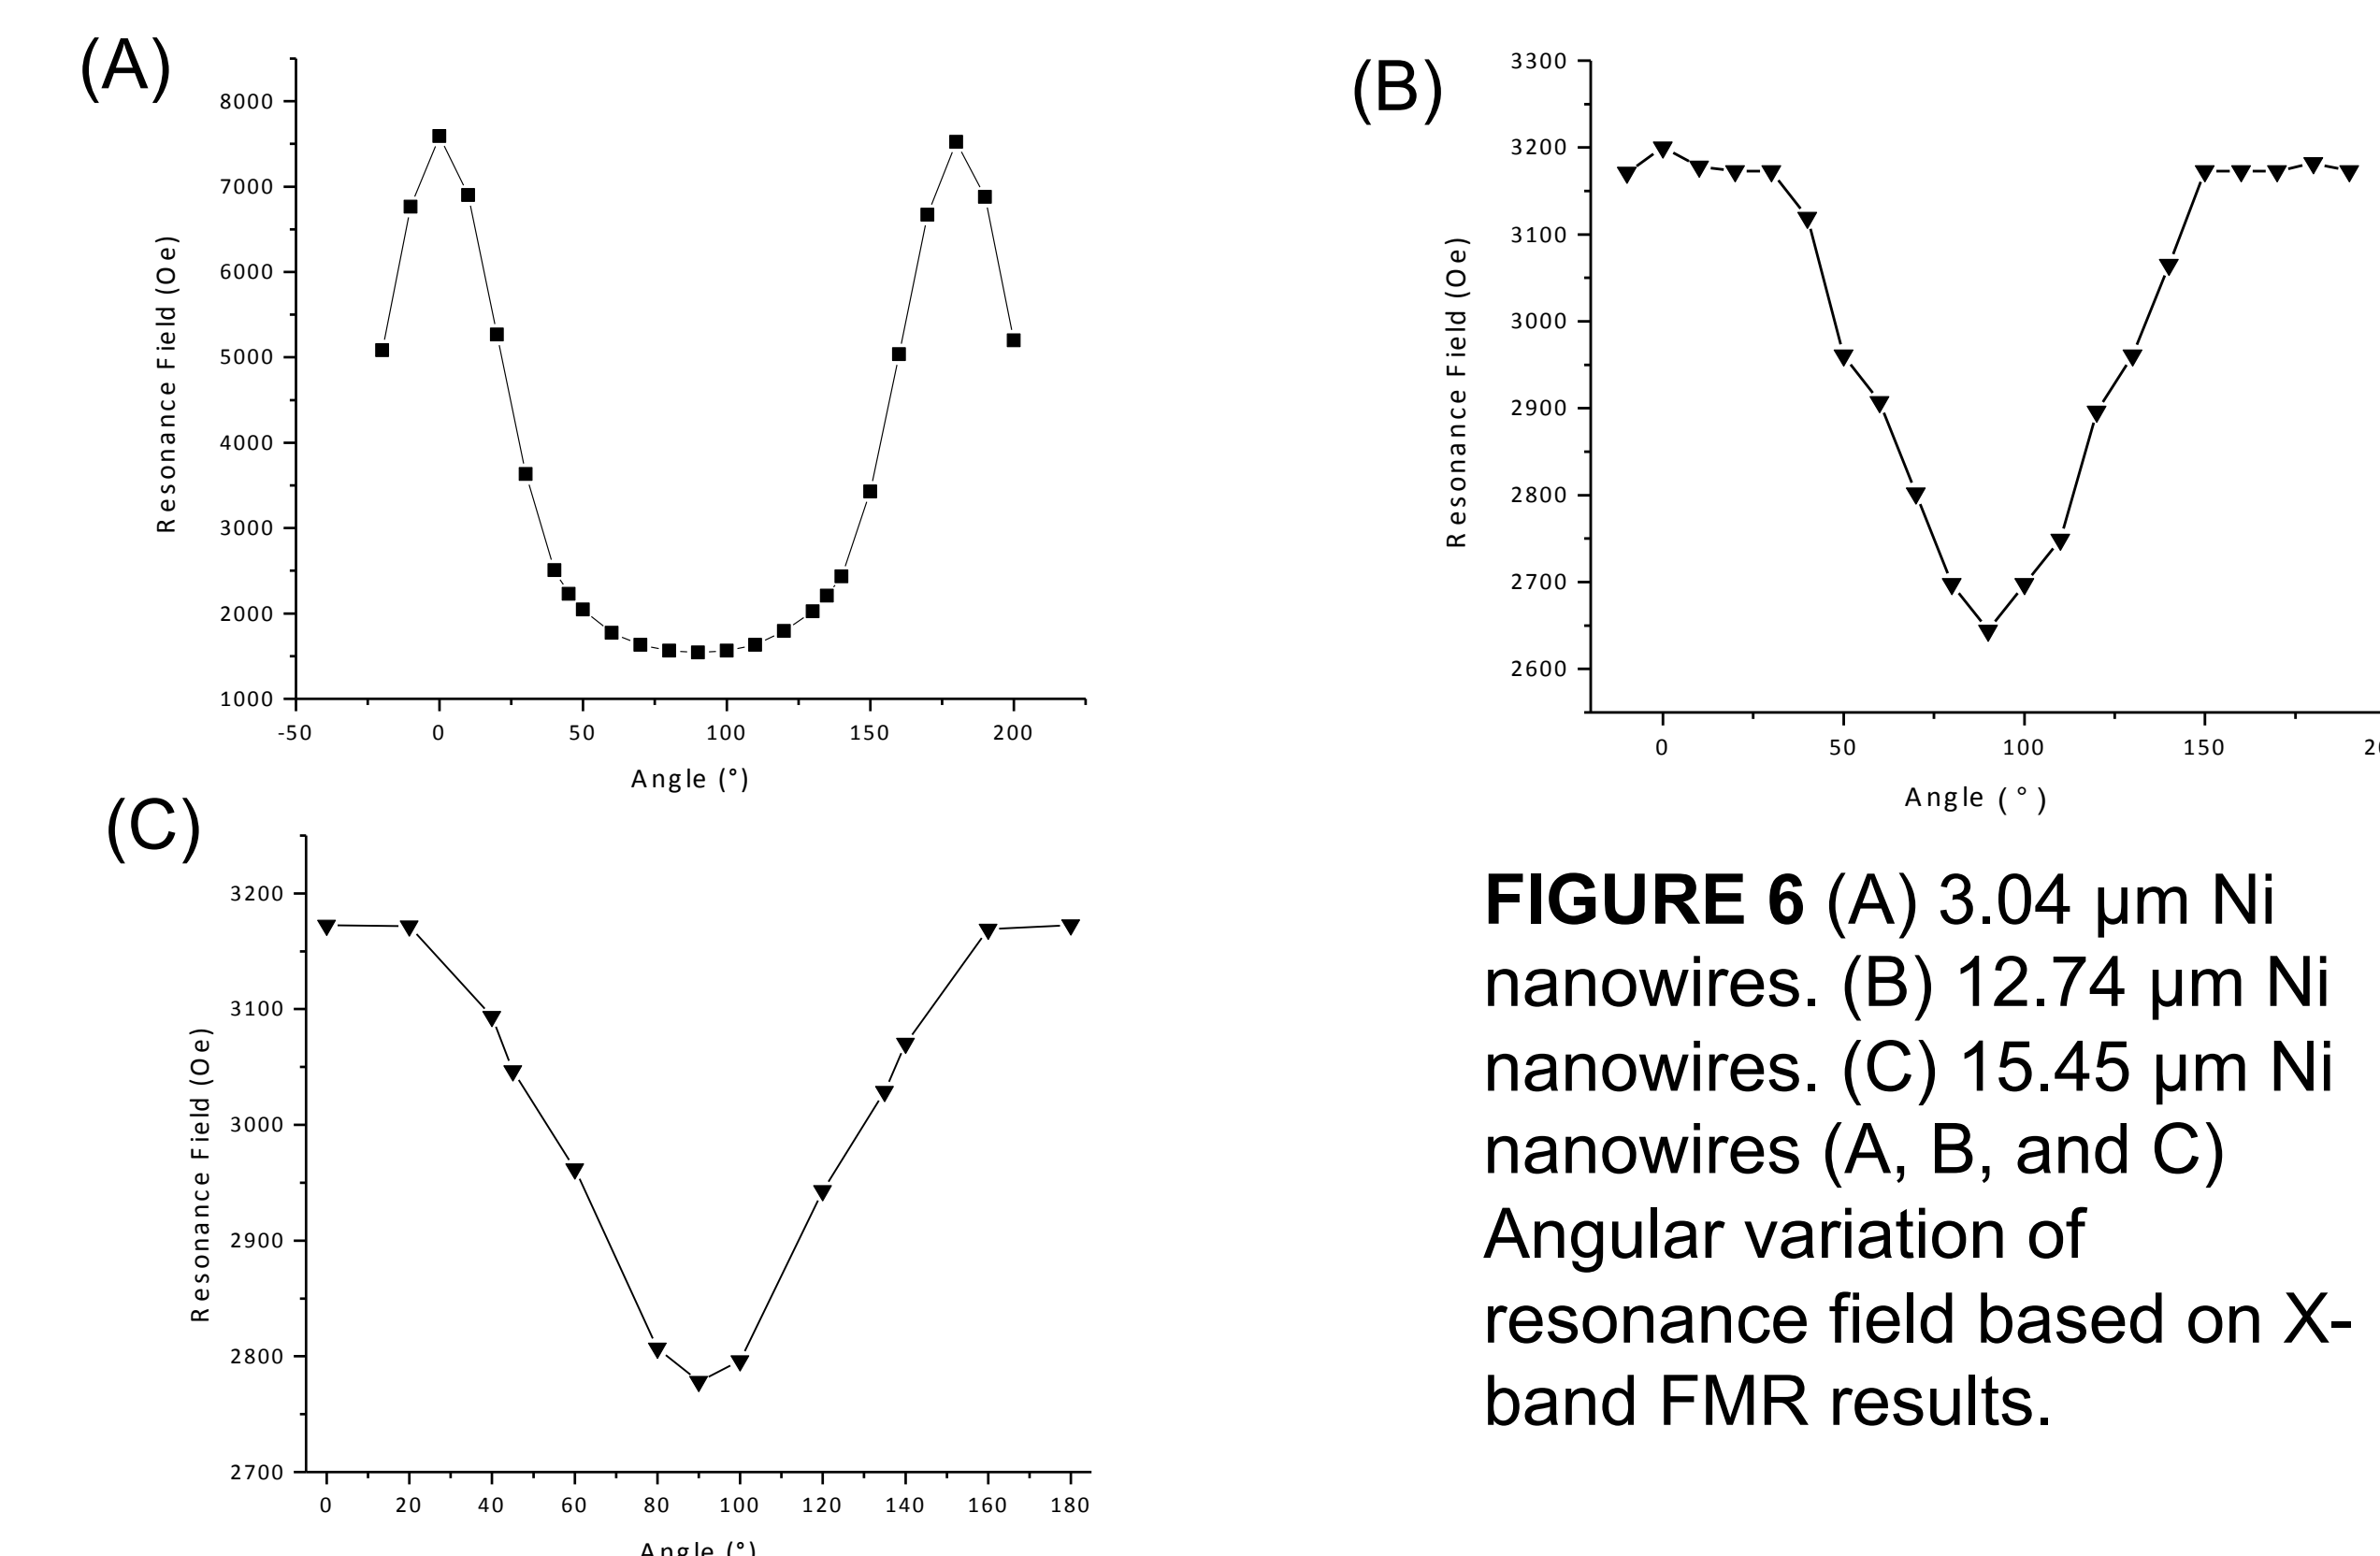 (A)
8000
7000
6000
5000
4000
3000
2000
1000
-50 0 50 100 150 200
Resonance Field (Oe)
Angle (°)
(B)
3300
3200
3100
3000
2900
2800
2700
2600
0 50 100 150
Resonance Field (Oe)
Angle (°)
(C)
3200
3100
3000
2900
2800
2700
0 20 40 60 80 100 120 140 160 180
Resonance Field (Oe)
Angle (°)
FIGURE 6 (A) 3.04 μm Ni
nanowires. (B) 12.74 μm Ni
nanowires. (C) 15.45 μm Ni
nanowires (A, B, and C)
Angular variation of
resonance field based on X-
band FMR results.